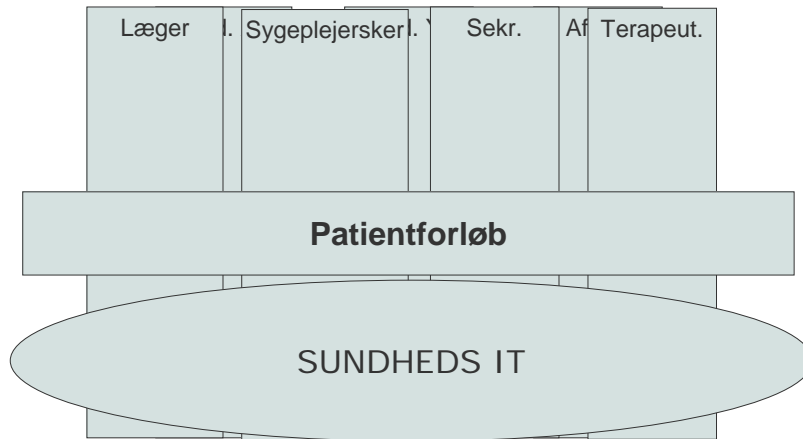 Læger
Sygeplejersker
Sekr.
Terapeut.
Patientforløb
SUNDHEDS IT